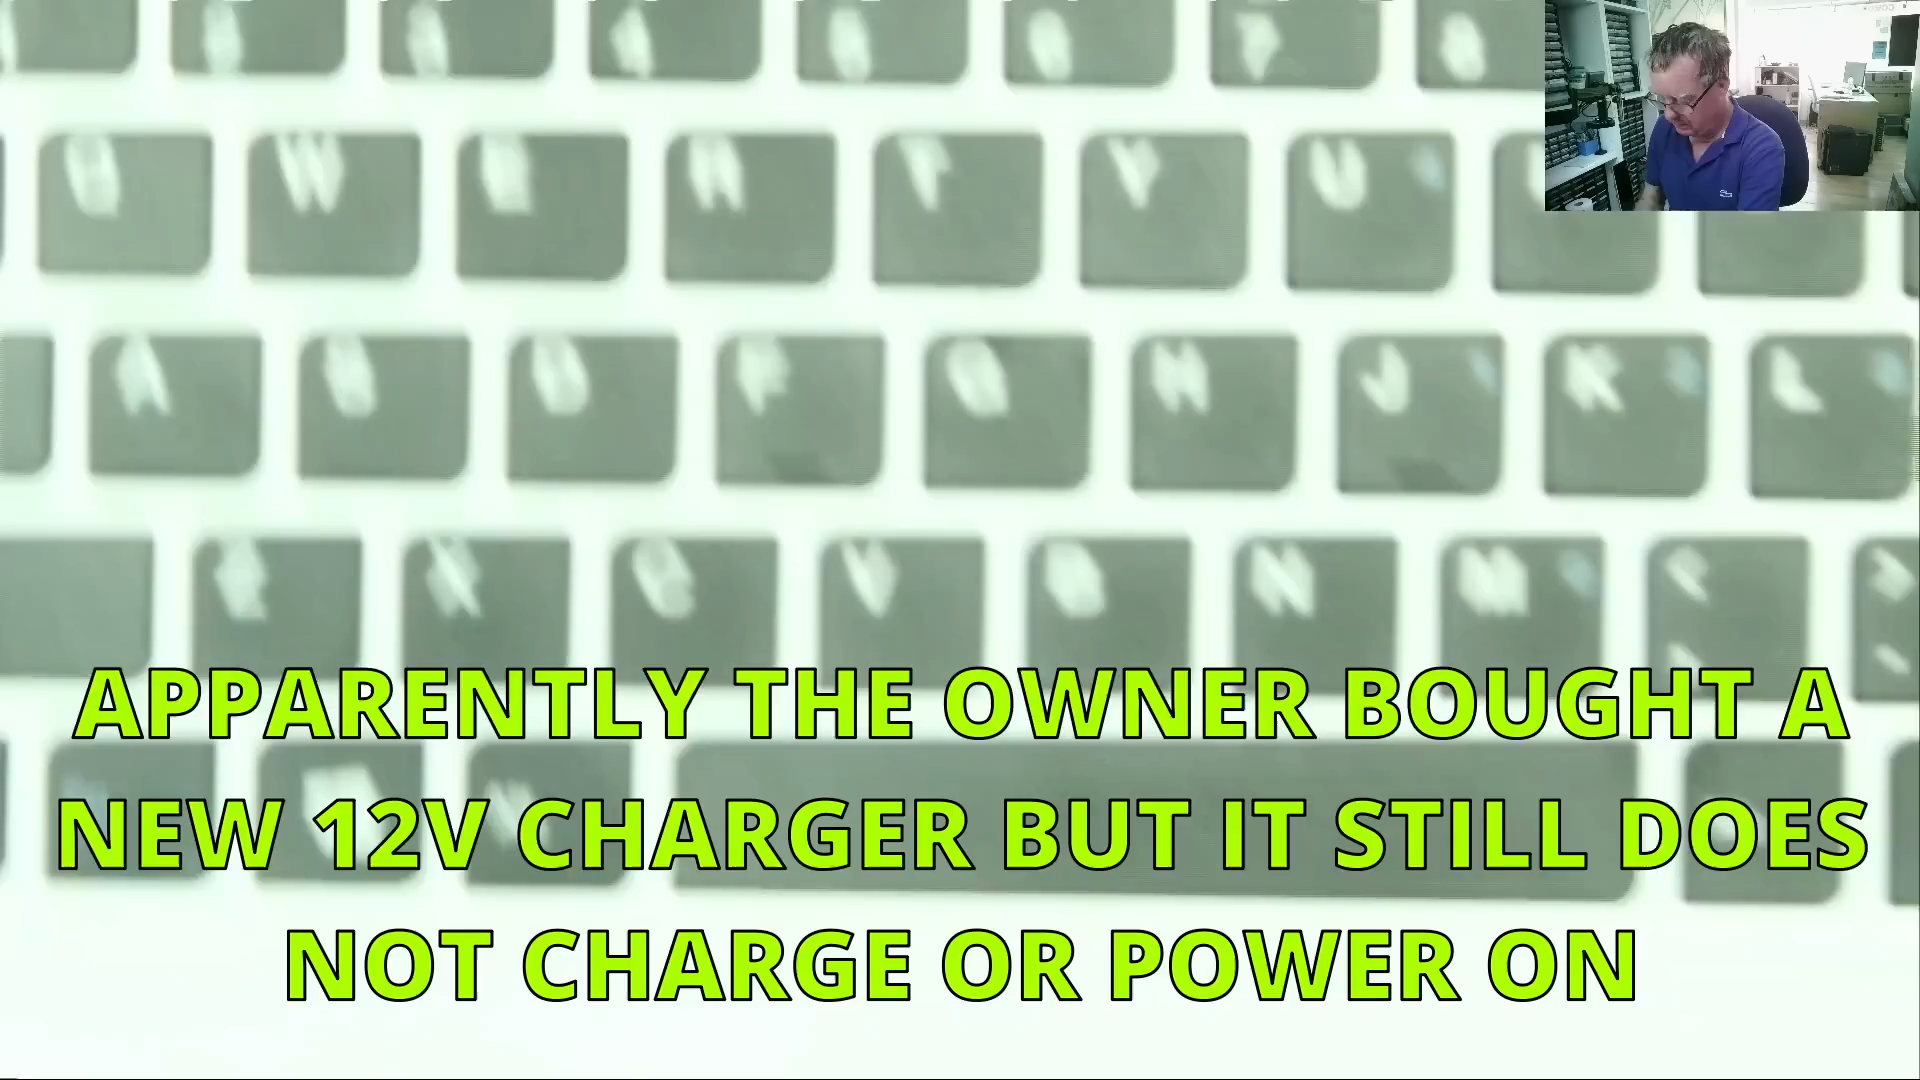 W R T Y U
A F H J K L
V N M
APPARENTLY THE OWNER BOUGHT A
NEW 12V CHARGER BUT IT STILL DOES
NOT CHARGE OR POWER ON